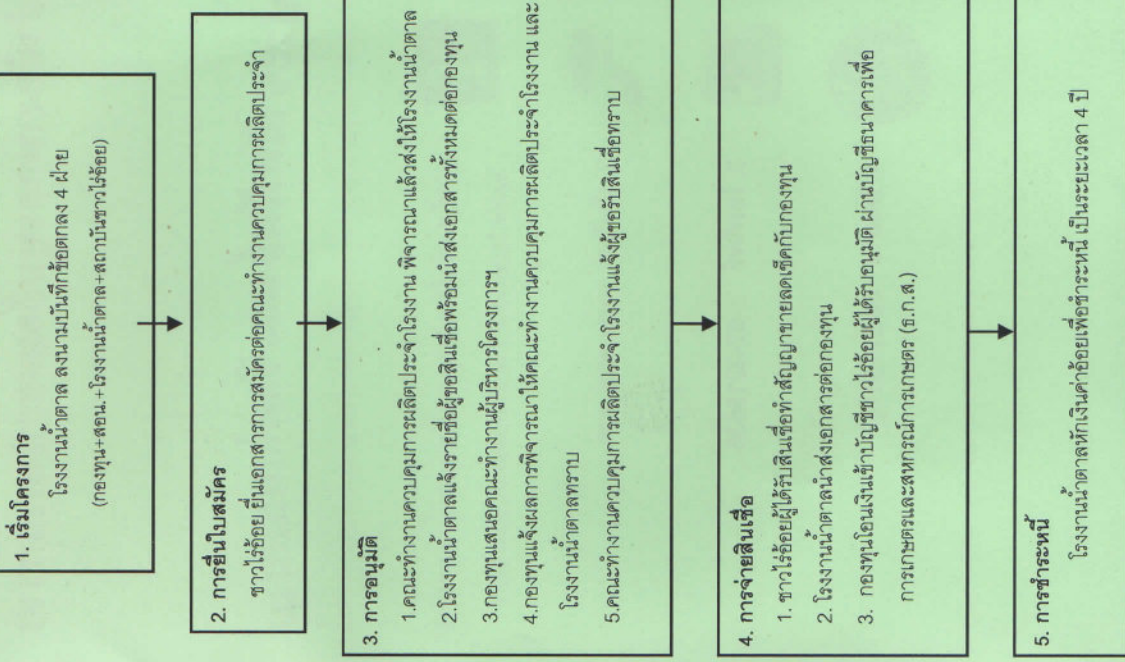 1. เริ่มโครงการ
โรงงานน้ำตาล ลงนามบันทึกข้อตกลง 4 ฝ่าย
(กองทุน+สอน.+โรงงานน้ำตาล+สถาบันชาวไร่อ้อย)
2. การยื่นใบสมัคร
ชาวไร่อ้อย ยื่นเอกสารการสมัครต่อคณะทำงานควบคุมการผลิตประจำ
3. การอนุมัติ
1.คณะทำงานควบคุมการผลิตประจำโรงงาน พิจารณาแล้วส่งให้โรงงานน้ำตาล
2.โรงงานน้ำตาลแจ้งรายชื่อผู้ขอสินเชื่อพร้อมนำส่งเอกสารทั้งหมดต่อกองทุน
3.กองทุนเสนอคณะทำงานผู้บริหารโครงการฯ
4.กองทุนแจ้งผลการพิจารณาให้คณะทำงานควบคุมการผลิตประจำโรงงาน และ
โรงงานน้ำตาลทราบ
5.คณะทำงานควบคุมการผลิตประจำโรงงานแจ้งผู้ขอรับสินเชื่อทราบ
4. การจ่ายสินเชื่อ
1. ชาวไร่อ้อยผู้ได้รับสินเชื่อทำสัญญาขายลดเช็คกับกองทุน
2. โรงงานน้ำตาลนำส่งเอกสารต่อกองทุน
3. กองทุนโอนเงินเข้าบัญชีชาวไร่อ้อยผู้ได้รับอนุมัติ ผ่านบัญชีธนาคารเพื่อ
การเกษตรและสหกรณ์การเกษตร (ธ.ก.ส.)
5. การชำระหนี้
โรงงานน้ำตาลหักเงินค่าอ้อยเพื่อชำระหนี้ เป็นระยะเวลา 4 ปี